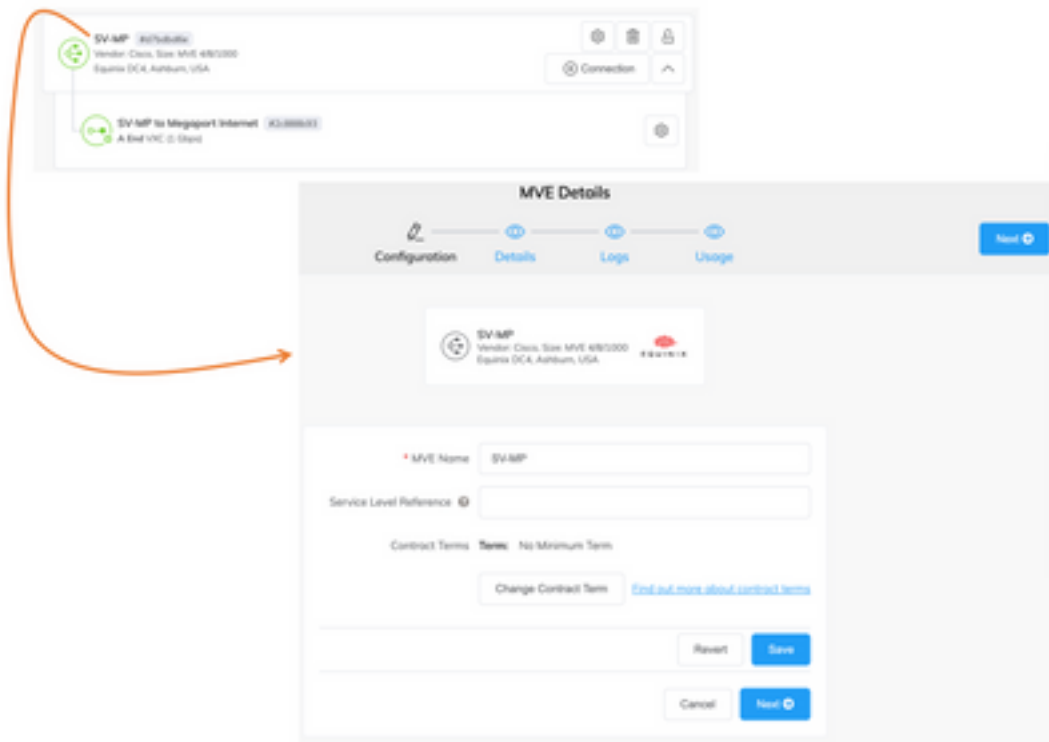 SV-MP
Vendor: Cisco, Size: MVE 4/8/1000
Equinix DC4, Ashburn, USA
Connection
SV-MP to Megaport Internet
A End VXC (1 Gbps)
MVE Details
Configuration
Details
Logs
Usage
Next
SV-MP
Vendor: Cisco, Size: MVE 4/8/1000
Equinix DC4, Ashburn, USA
EQUINIX
* MVE Name
SV-MP
Service Level Reference
Contract Terms Term: No Minimum Term
Change Contract Term
Find out more about contract terms
Revert
Save
Cancel
Next